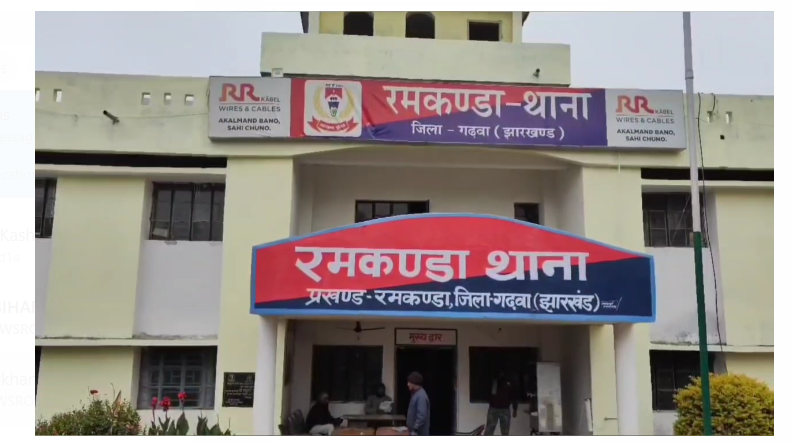 RR KABEL
WIRES & CABLES
AKALMAND BANO,
SAHI CHUNO.
रमकण्डा-थाना
जिला - गढ़वा (झारखण्ड)
RR KABEL
WIRES & CABLES
AKALMAND BANO,
SAHI CHUNO.
रमकण्डा थाना
प्रखण्ड-रमकण्डा, जिला-गढवा (झारखंड)
मुख्य द्वार